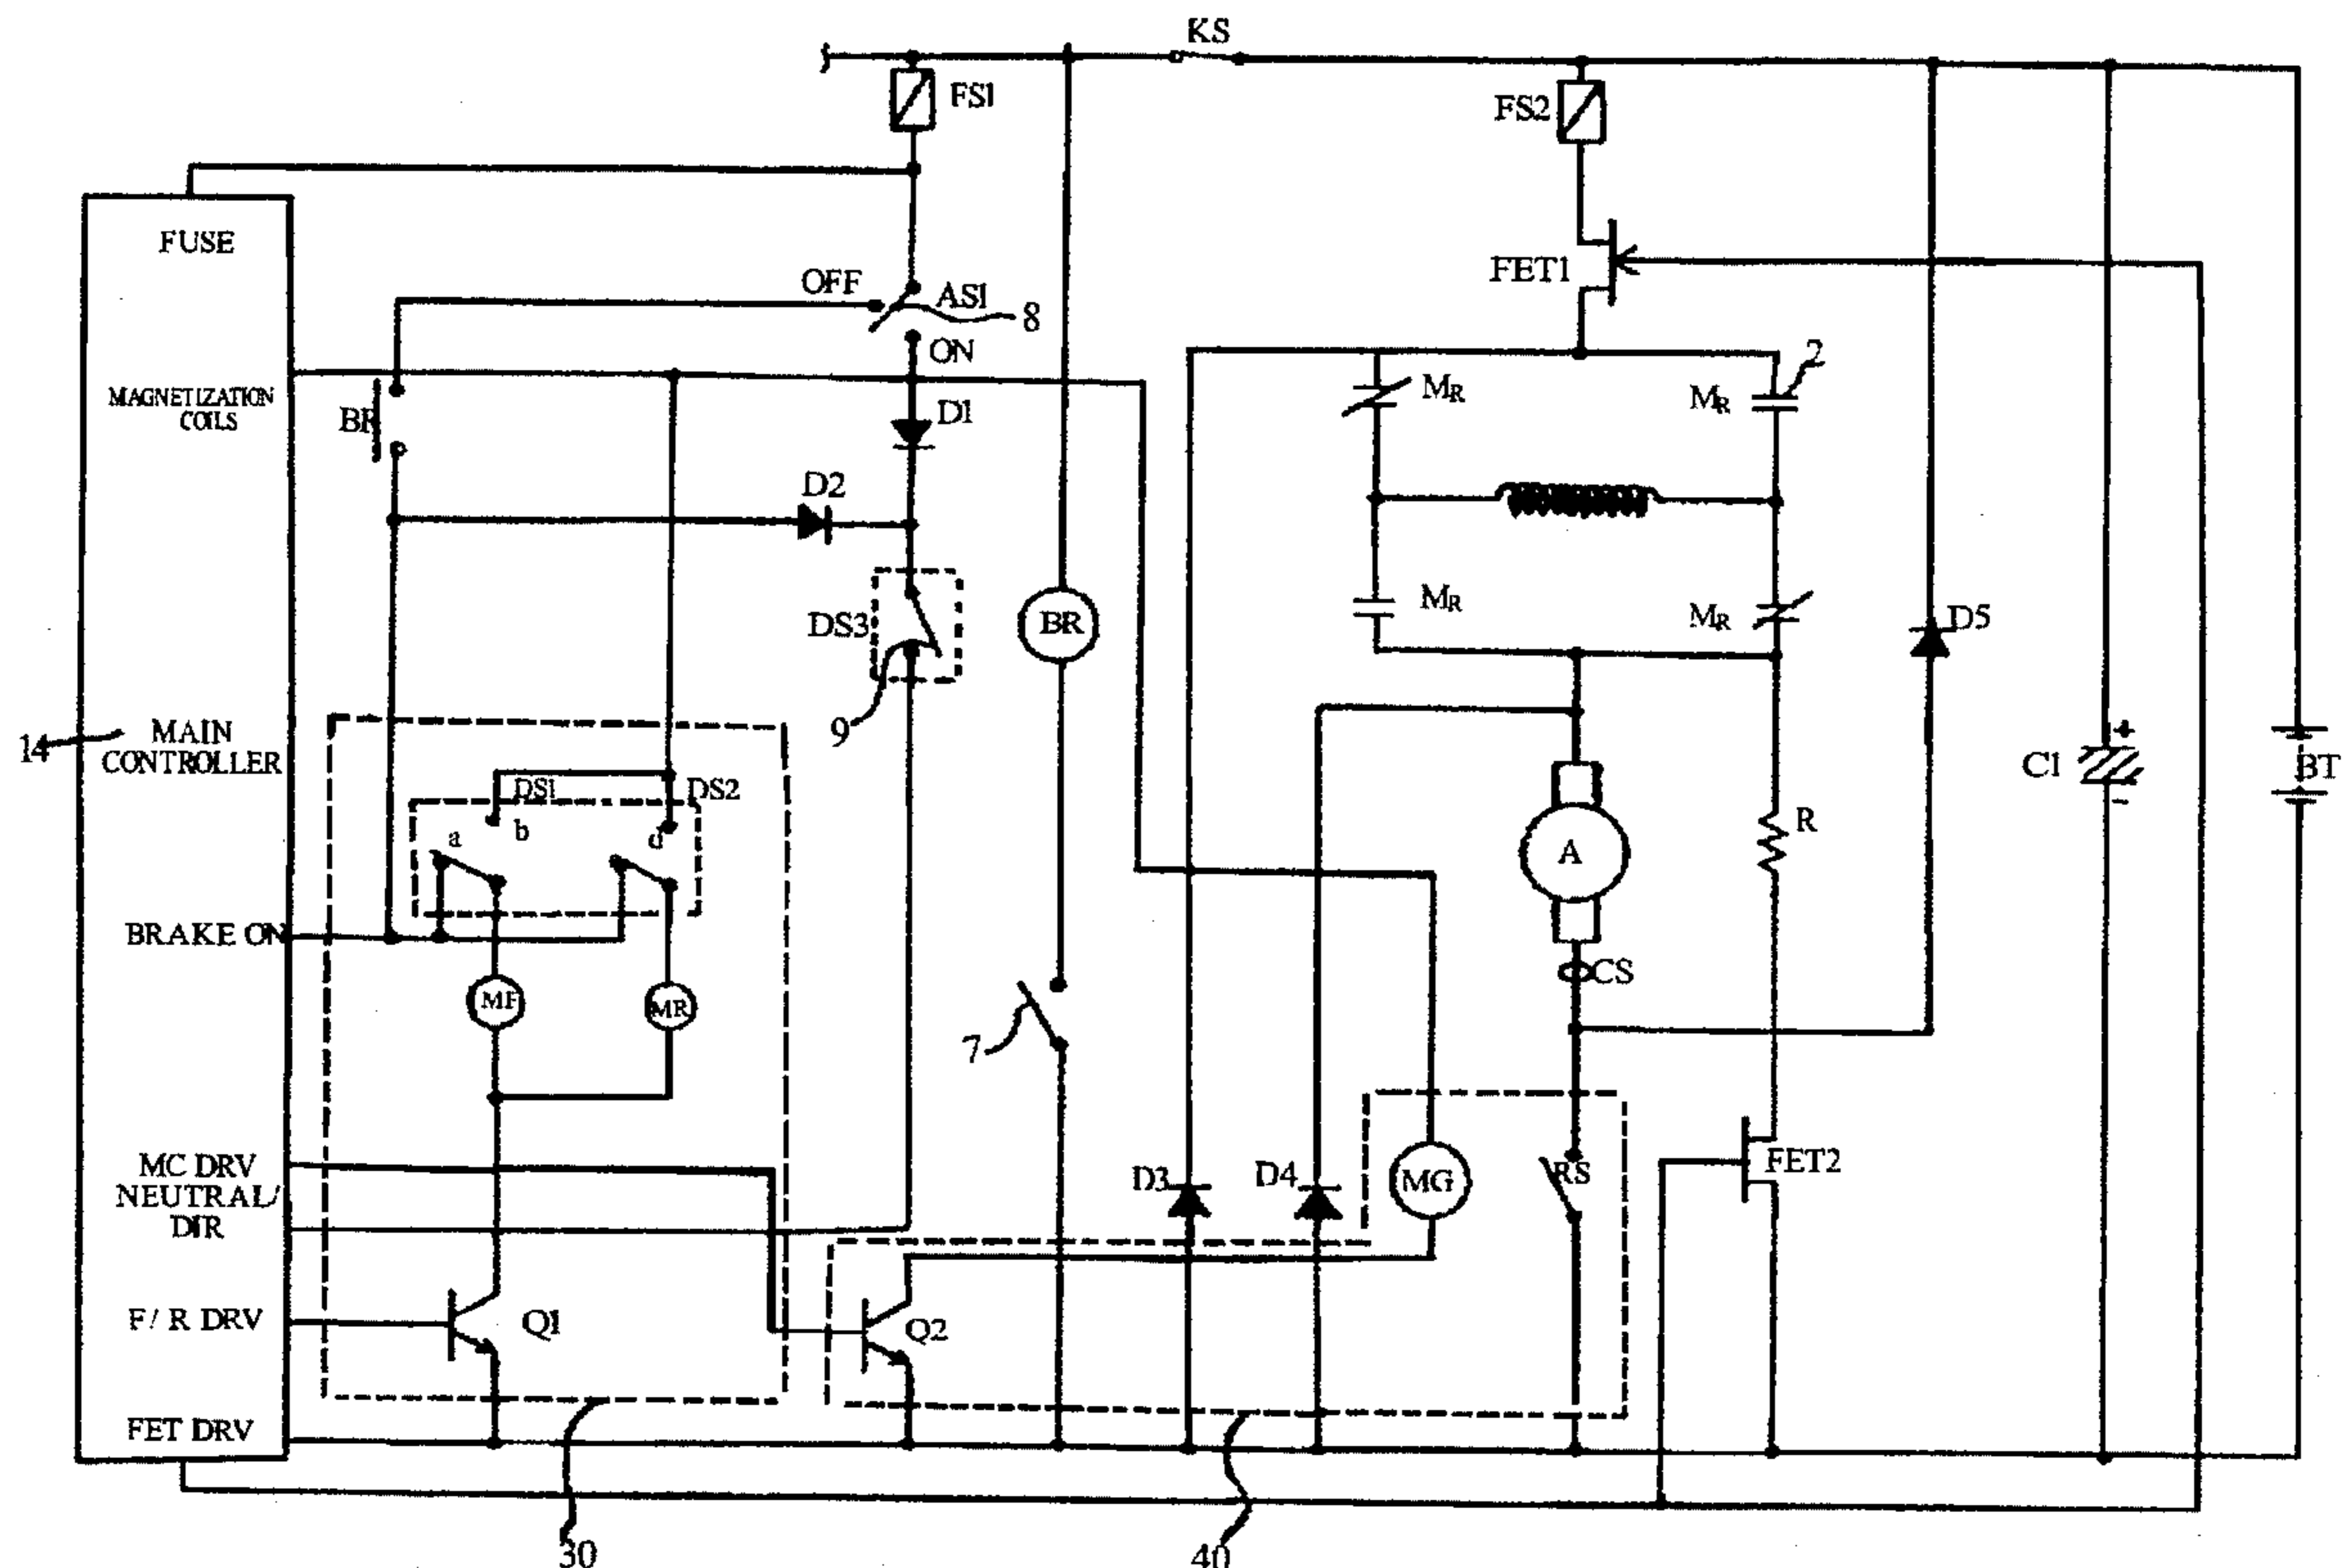 KS
FS1
FS2
FUSE
FET1
OFF
AS1
8
ON
2
MR
MR
MAGNETIZATION
COILS
BR
D1
D2
DS3
BR
MR
MR
D5
9
14
MAIN
CONTROLLER
DS1
DS2
+
C1
-
BT
a
b
d
A
R
BRAKE ON
CS
MF
MR
7
MC DRV
NEUTRAL/
DIR
D3
D4
MG
RS
FET2
F/ R DRV
Q1
Q2
FET DRV
30
40